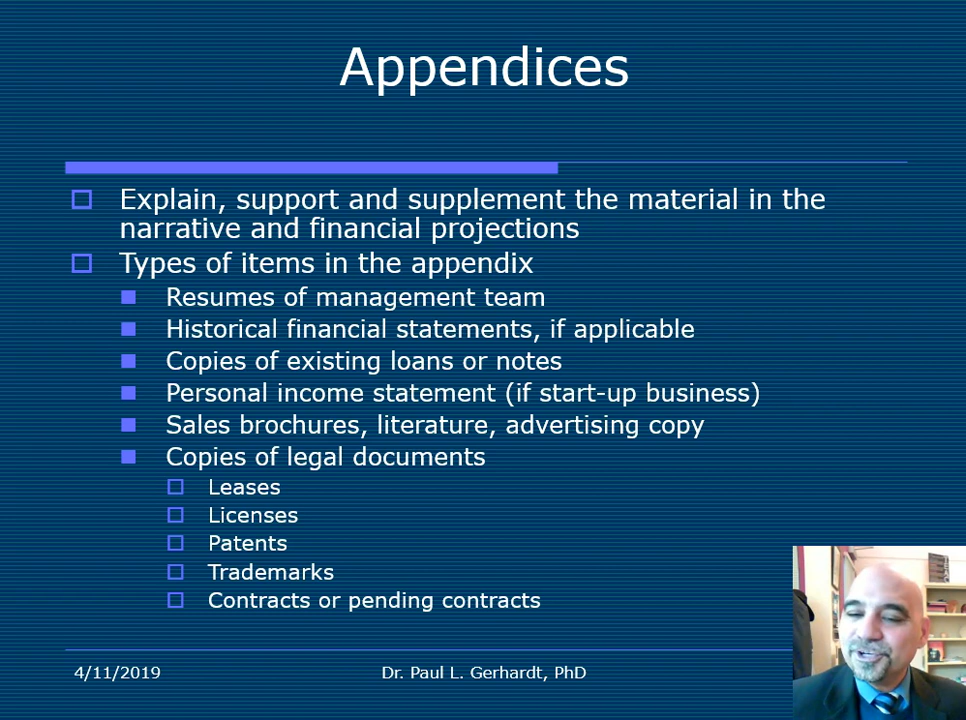 Appendices
Explain, support and supplement the material in the
narrative and financial projections
Types of items in the appendix
Resumes of management team
Historical financial statements, if applicable
Copies of existing loans or notes
Personal income statement (if start-up business)
Sales brochures, literature, advertising copy
Copies of legal documents
Leases
Licenses
Patents
Trademarks
Contracts or pending contracts
4/11/2019
Dr. Paul L. Gerhardt, PhD